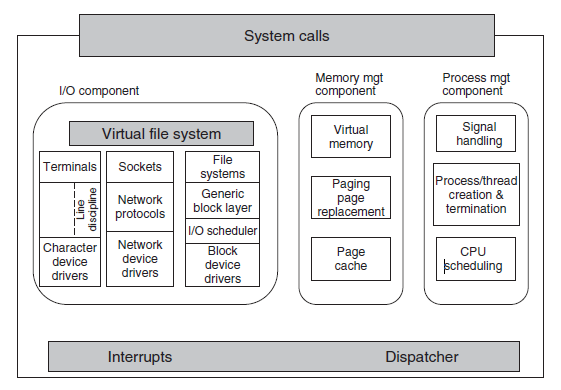 System calls
I/O component
Memory mgt
component
Process mgt
component
Virtual file system
Terminals
Line
discipline
Character
device
drivers
Sockets
Network
protocols
Network
device
drivers
File
systems
Generic
block layer
I/O scheduler
Block
device
drivers
Virtual
memory
Paging
page
replacement
Page
cache
Signal
handling
Process/thread
creation &
termination
CPU
scheduling
Interrupts
Dispatcher